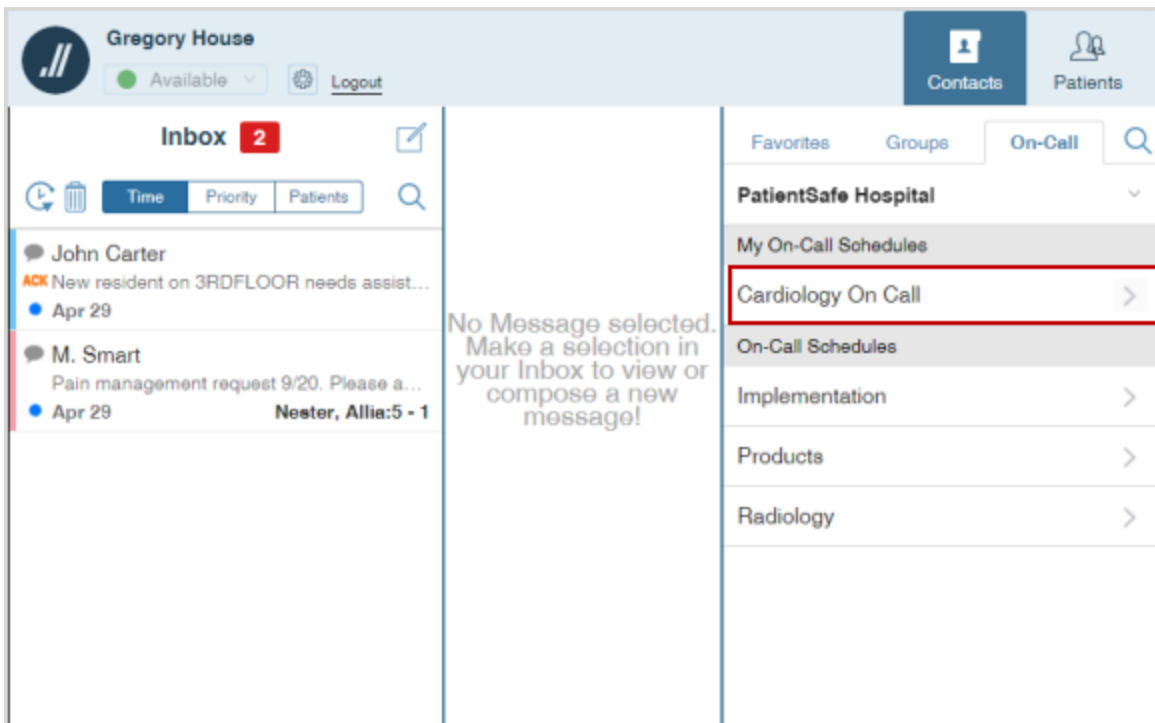 Gregory House
Available
Logout
Contacts
Patients
Inbox 2
Time
Priority
Patients
John Carter
ACK New resident on 3RDFLOOR needs assist...
Apr 29
M. Smart
Pain management request 9/20. Please a...
Apr 29
Nester, Allie:5 - 1
No Message selected.
Make a selection in
your Inbox to view or
compose a new
message!
Favorites
Groups
On-Call
PatientSafe Hospital
My On-Call Schedules
Cardiology On Call
On-Call Schedules
Implementation
Products
Radiology